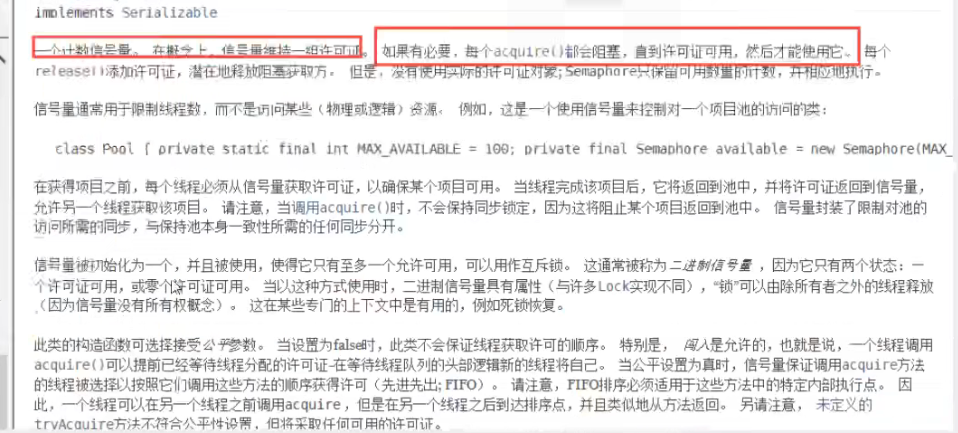 implements Serializable
一个计数信号量。 在概念上，信号量维持一组许可证。 如果有必要，每个acquire()都会阻塞，直到许可证可用，然后才能使用它。 每个
release()添加许可证，潜在地释放阻塞获取方。 但是，没有使用实际的许可证对象;Semaphore只保留可用数量的计数，并相应地执行。
信号量通常用于限制线程数，而不是访问某些（物理或逻辑）资源。 例如，这是一个使用信号量来控制对一个项目池的访问的类：
class Pool { private static final int MAX_AVAILABLE = 100; private final Semaphore available = new Semaphore(MAX_
在获得项目之前，每个线程必须从信号量获取许可证，以确保某个项目可用。 当线程完成该项目后，它将返回到池中，并将许可证返回到信号量，
允许另一个线程获取该项目。 请注意，当调用acquire()时，不会保持同步锁定，因为这将阻止某个项目返回到池中。 信号量封装了限制对池的
访问所需的同步，与保持池本身一致性所需的任何同步分开。
信号量被初始化为一个，并且被使用，使得它只有至多一个允许可用，可以用作互斥锁。 这通常被称为二进制信号量 ，因为它只有两个状态：一
个许可证可用，或零个许可证可用。 当以这种方式使用时，二进制信号量具有属性（与许多Lock实现不同），“锁”可以由除所有者之外的线程释放
（因为信号量没有所有权概念）。 这在某些专门的上下文中是有用的，例如死锁恢复。
此类的构造函数可选择接受公平参数。 当设置为false时，此类不会保证线程获取许可的顺序。 特别是， 闯入是允许的，也就是说，一个线程调用
acquire()可以提前已经等待线程分配的许可证-在等待线程队列的头部逻辑新的线程将自己。 当公平设置为真时，信号量保证调用acquire方法
的线程被选择以按照它们调用这些方法的顺序获得许可（先进先出; FIFO）。 请注意，FIFO排序必须适用于这些方法中的特定内部执行点。 因
此，一个线程可以在另一个线程之前调用acquire ，但是在另一个线程之后到达排序点，并且类似地从方法返回。 另请注意， 未定义的
tryAcquire方法不符合公平性设置，但将采取任何可用的许可证。